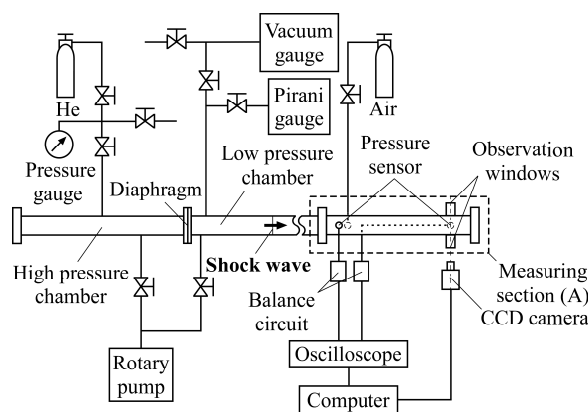 Vacuum
gauge
He
Pirani
gauge
Air
Pressure
gauge
Low pressure
chamber
Pressure
sensor
Observation
windows
Diaphragm
High pressure
chamber
Shock wave
Measuring
section (A)
Balance
circuit
CCD camera
Rotary
pump
Oscilloscope
Computer